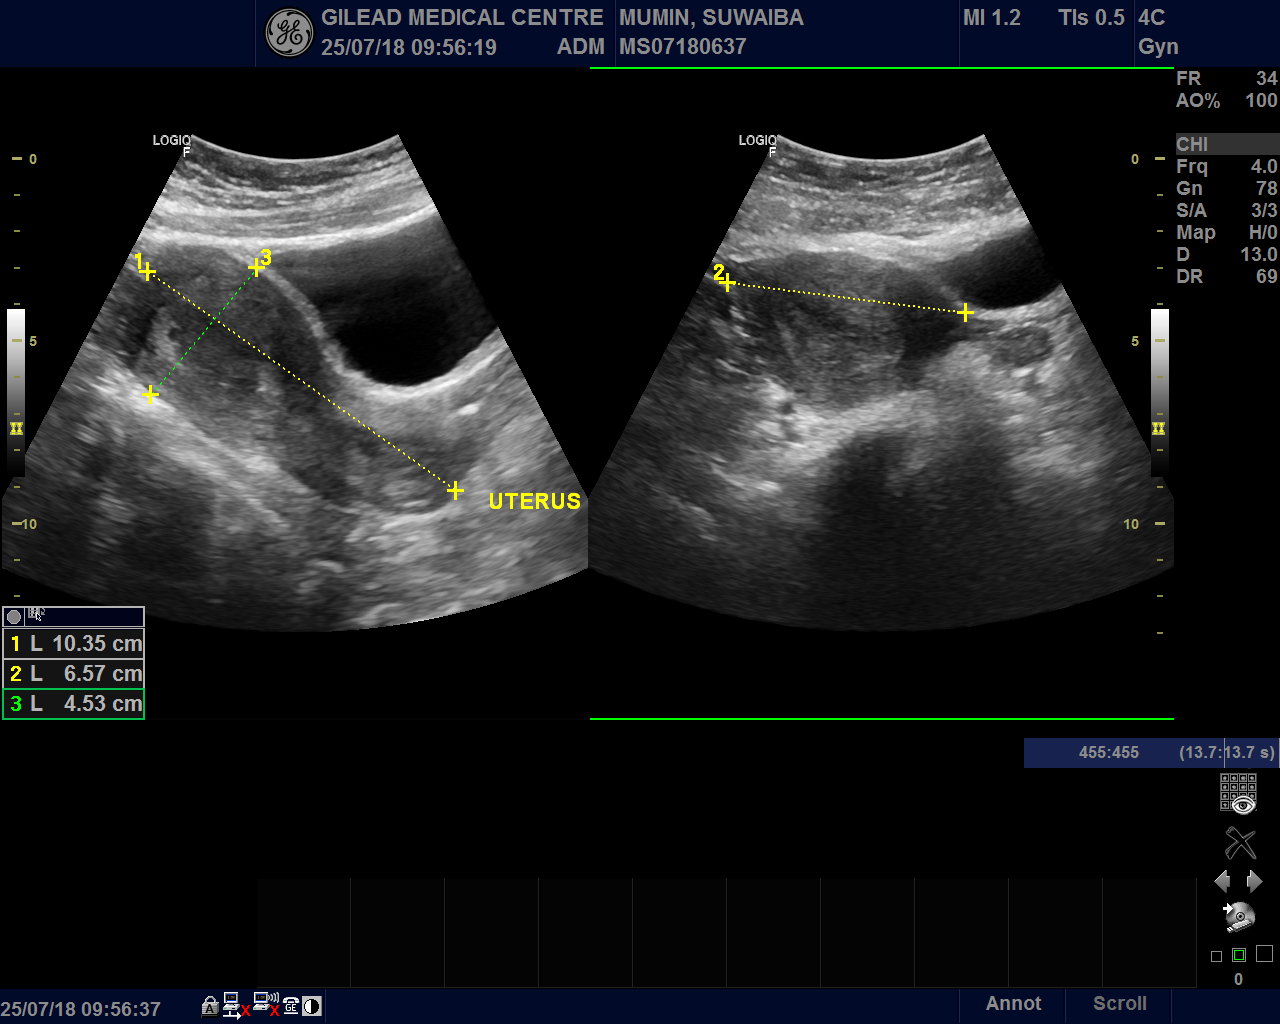 GILEAD MEDICAL CENTRE
25/07/18 09:56:19 ADM
MUMIN, SUWAIBA
MS07180637
MI 1.2 TIs 0.5
4C
Gyn
FR 34
AO% 100
CHI
Frq 4.0
Gn 78
S/A 3/3
Map H/0
D 13.0
DR 69
LOGIQ
F
LOGIQ
F
0
5
10
0
5
10
1
3
2
UTERUS
1 L 10.35 cm
2 L 6.57 cm
3 L 4.53 cm
455:455 (13.7:13.7 s)
0
25/07/18 09:56:37
A
GE
Annot
Scroll